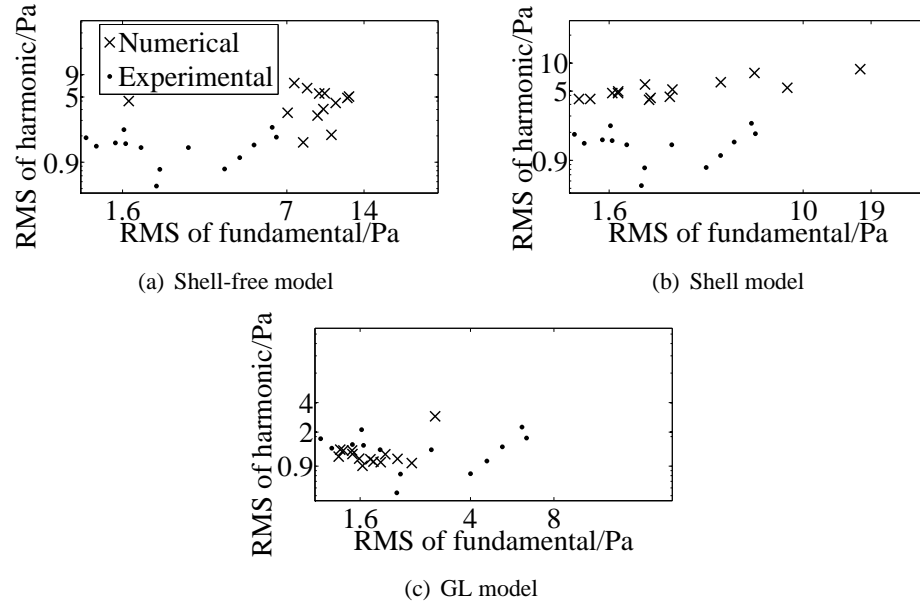 RMS of harmonic/Pa
9
5
0.9
× Numerical
• Experimental
1.6
7
14
RMS of fundamental/Pa
(a) Shell-free model
RMS of harmonic/Pa
10
5
0.9
1.6
10
19
RMS of fundamental/Pa
(b) Shell model
RMS of harmonic/Pa
4
2
0.9
1.6
4
8
RMS of fundamental/Pa
(c) GL model